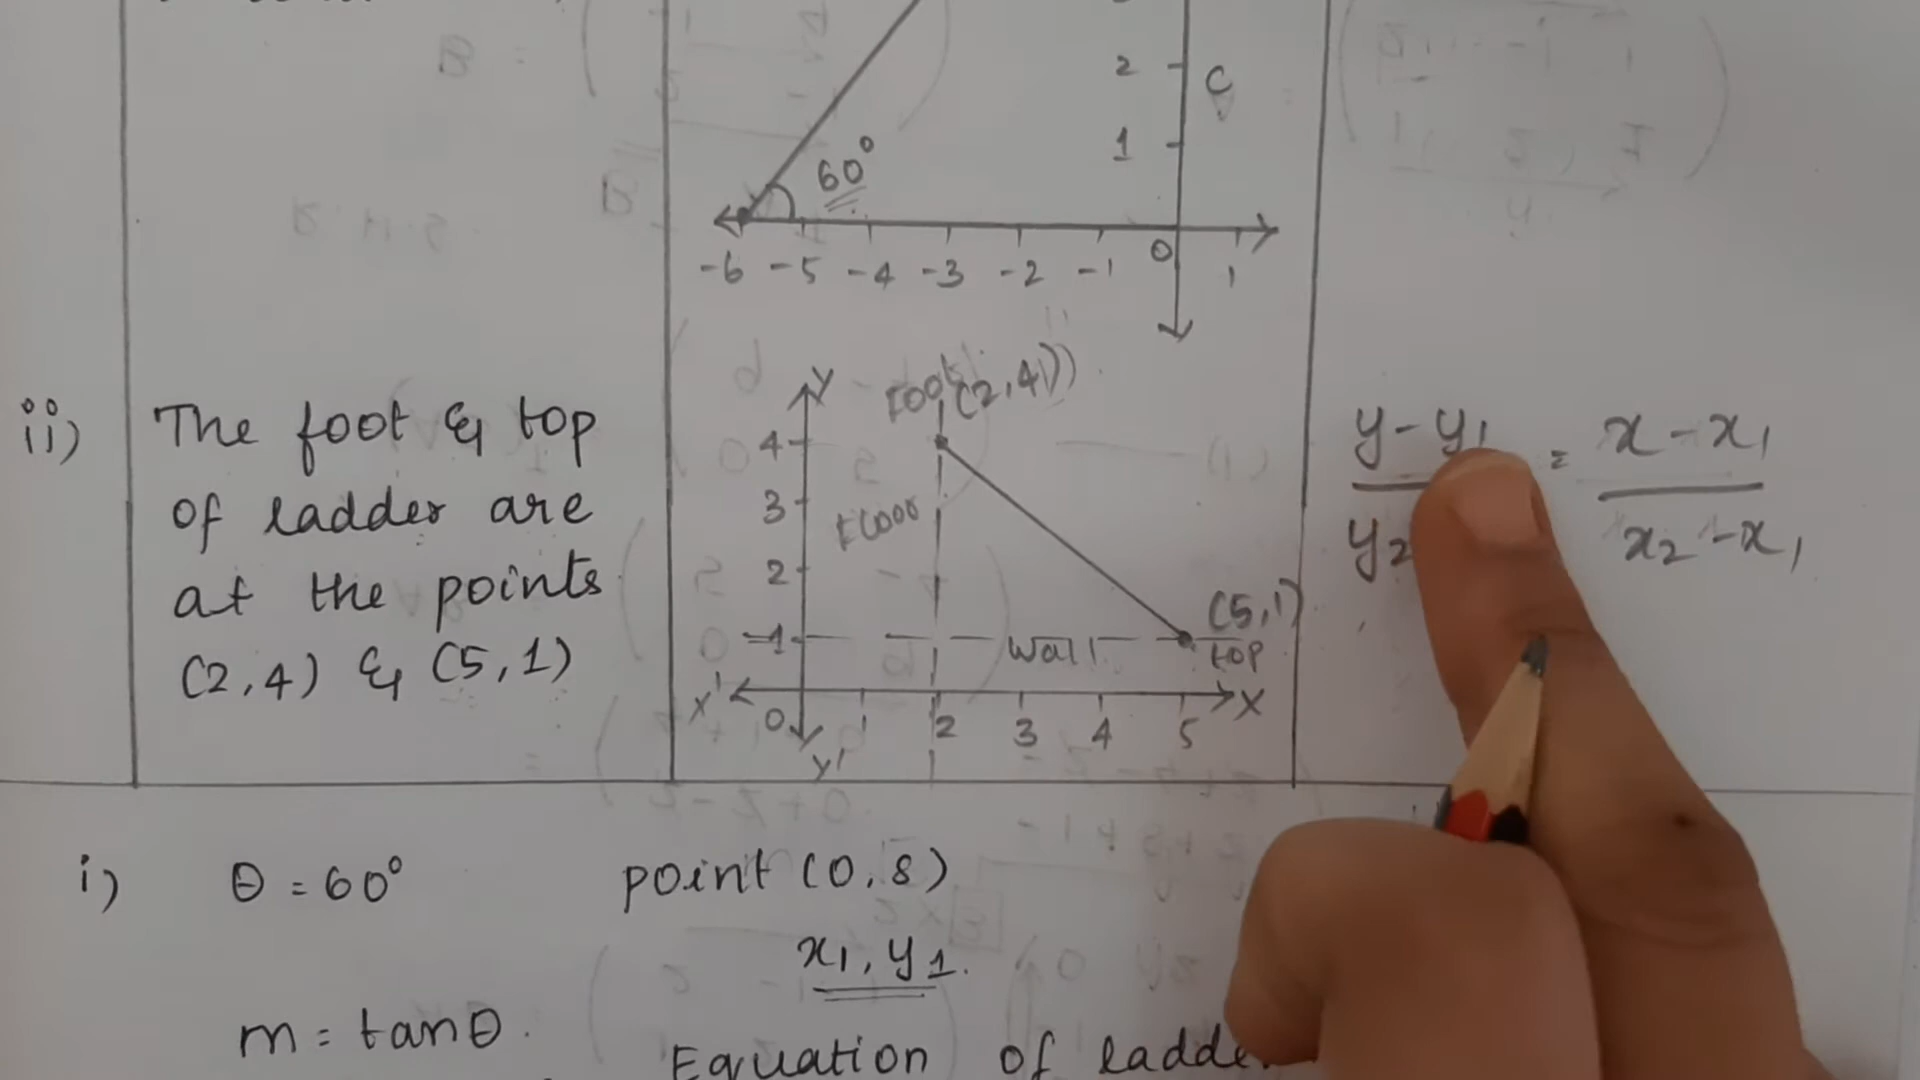 2
C
1
60°
-6 -5 -4 -3 -2 -1 0 1
ii)
The foot & top
of ladder are
at the points
(2,4) & (5,1)
Y
Foot (2,4)
4
3
Floor
2
1
Wall
(5,1)
top
X' 0 1 2 3 4 5 X
Y'
y-y₁ = x-x₁
y₂ x₂-x₁
i) θ = 60° point (0,8)
x₁, y₁.
m = tanθ.
Equation of ladde